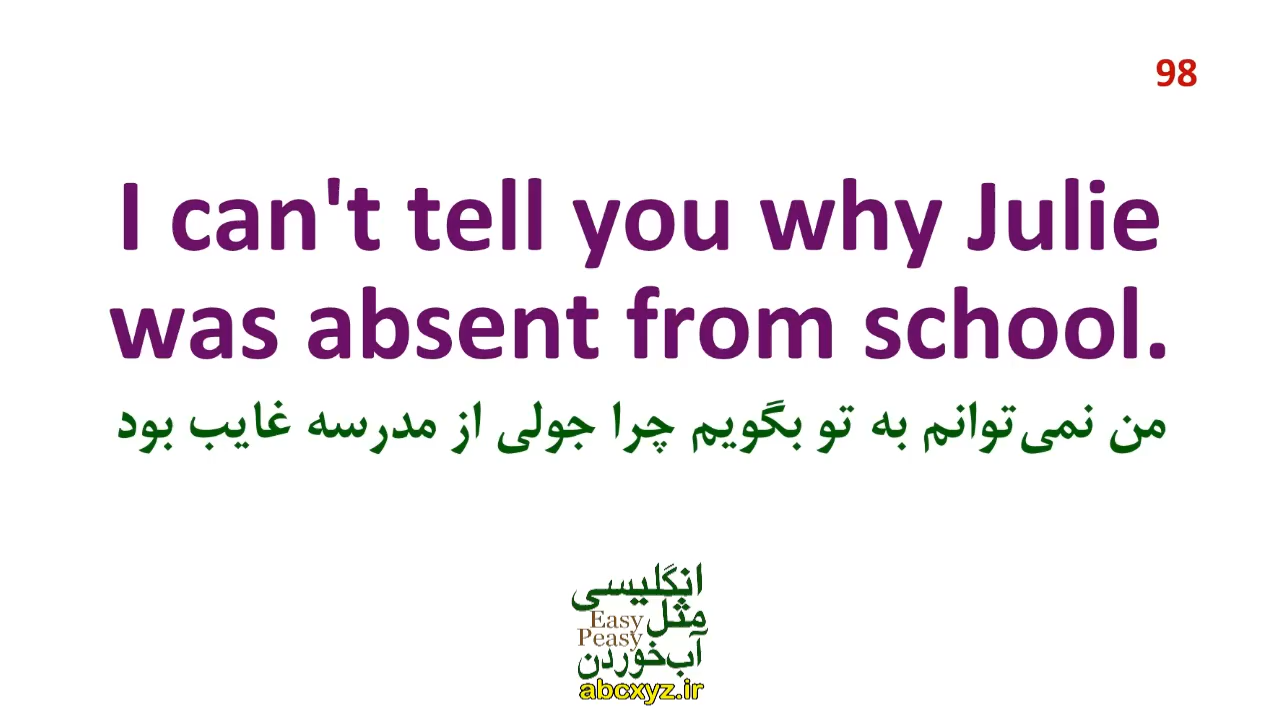 98
I can't tell you why Julie
was absent from school.
من نمی‌توانم به تو بگویم چرا جولی از مدرسه غایب بود
انگلیسی
مثل
Easy
Peasy
آب‌خوردن
abcxyz.ir